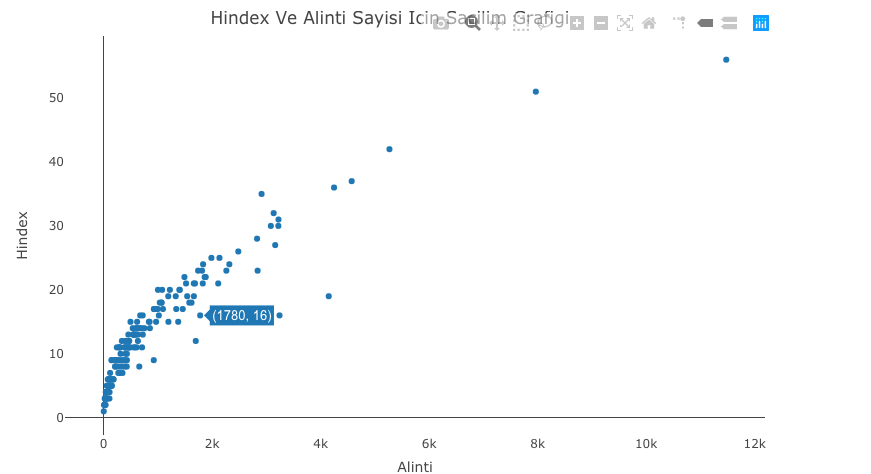 Hindex Ve Alinti Sayisi Icin Sacilim Grafigi
50
40
30
20
(1780, 16)
10
0
0 2k 4k 6k 8k 10k 12k
Hindex
Alinti